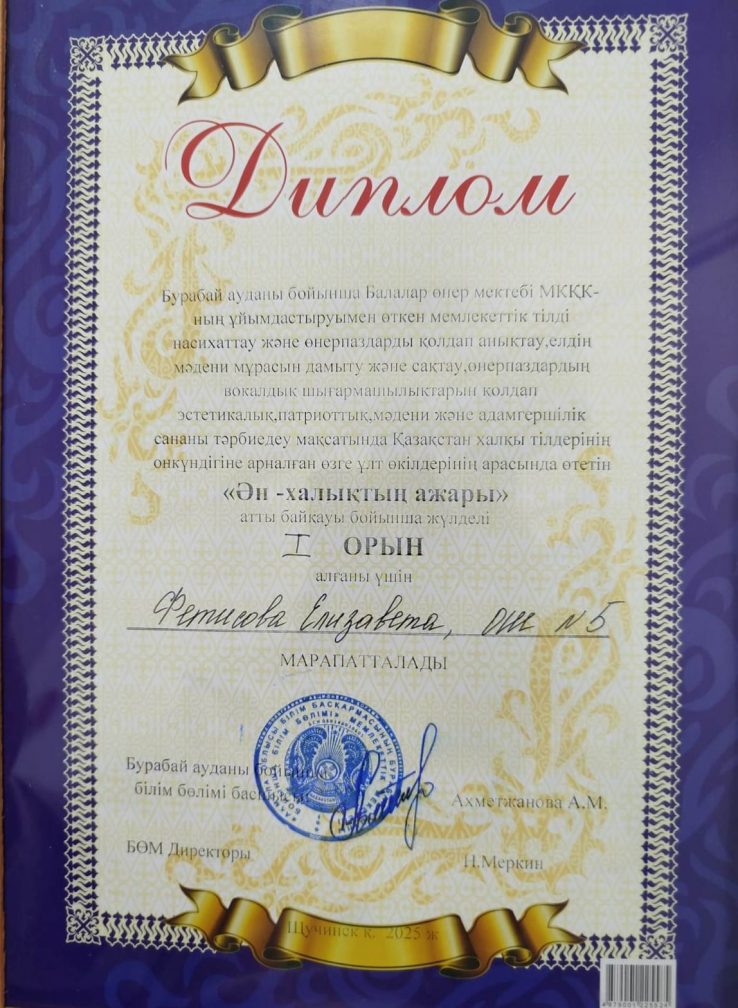 Диплом
Бурабай ауданы бойынша Балалар өнер мектебі МКҚК-
ның ұйымдастыруымен өткен мемлекеттік тілді
насихаттау және өнерпаздарды қолдап анықтау,елдің
мәдени мұрасын дамыту және сақтау,өнерпаздардың
вокалдық шығармашылықтарын қолдап
эстетикалық,патриоттық,мәдени және адамгершілік
сананы тәрбиедеу мақсатында Қазақстан халқы тілдерінің
онкүндігіне арналған өзге ұлт өкілдерінің арасында өтетін
«Ән -халықтың ажары»
атты байқауы бойынша жүлделі
I ОРЫН
алғаны үшін
Фетисова Елизавета, ОШ №5
МАРАПАТТАЛАДЫ
Бурабай ауданы бойынша
білім бөлімі
Ахметжанова А.М.
БӨМ Директоры
Н.Меркин
Щучинск қ. 2025 ж